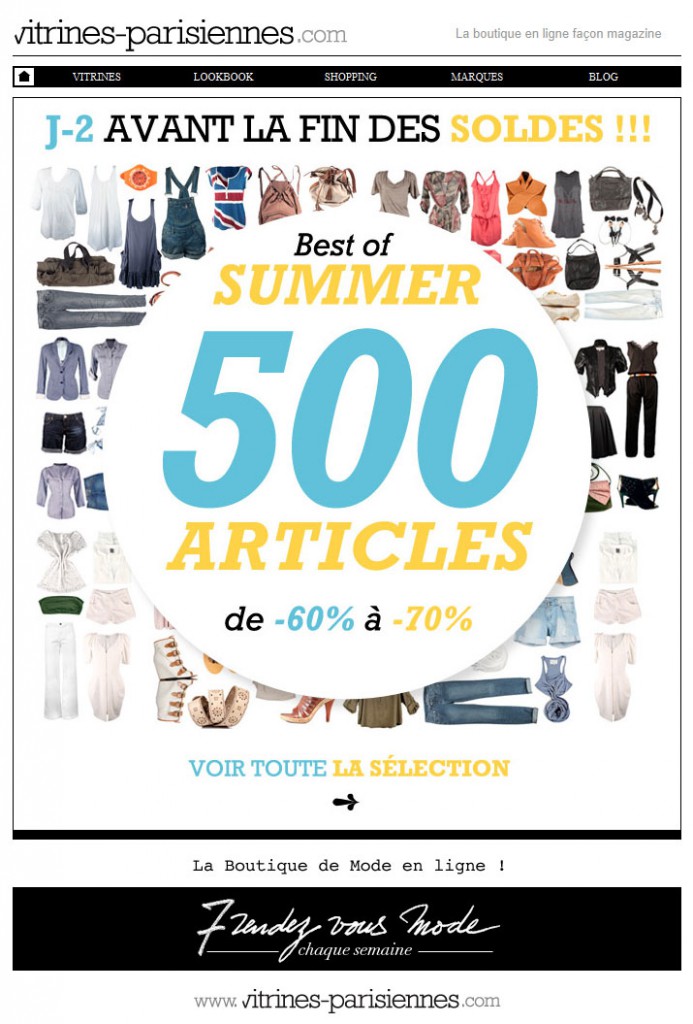 vitrines-parisiennes.com
La boutique en ligne façon magazine
VITRINES LOOKBOOK SHOPPING MARQUES BLOG
J-2 AVANT LA FIN DES SOLDES !!!
Best of
SUMMER
500
ARTICLES
de -60% à -70%
VOIR TOUTE LA SÉLECTION
La Boutique de Mode en ligne !
7 rendez vous Mode
chaque semaine
www.vitrines-parisiennes.com